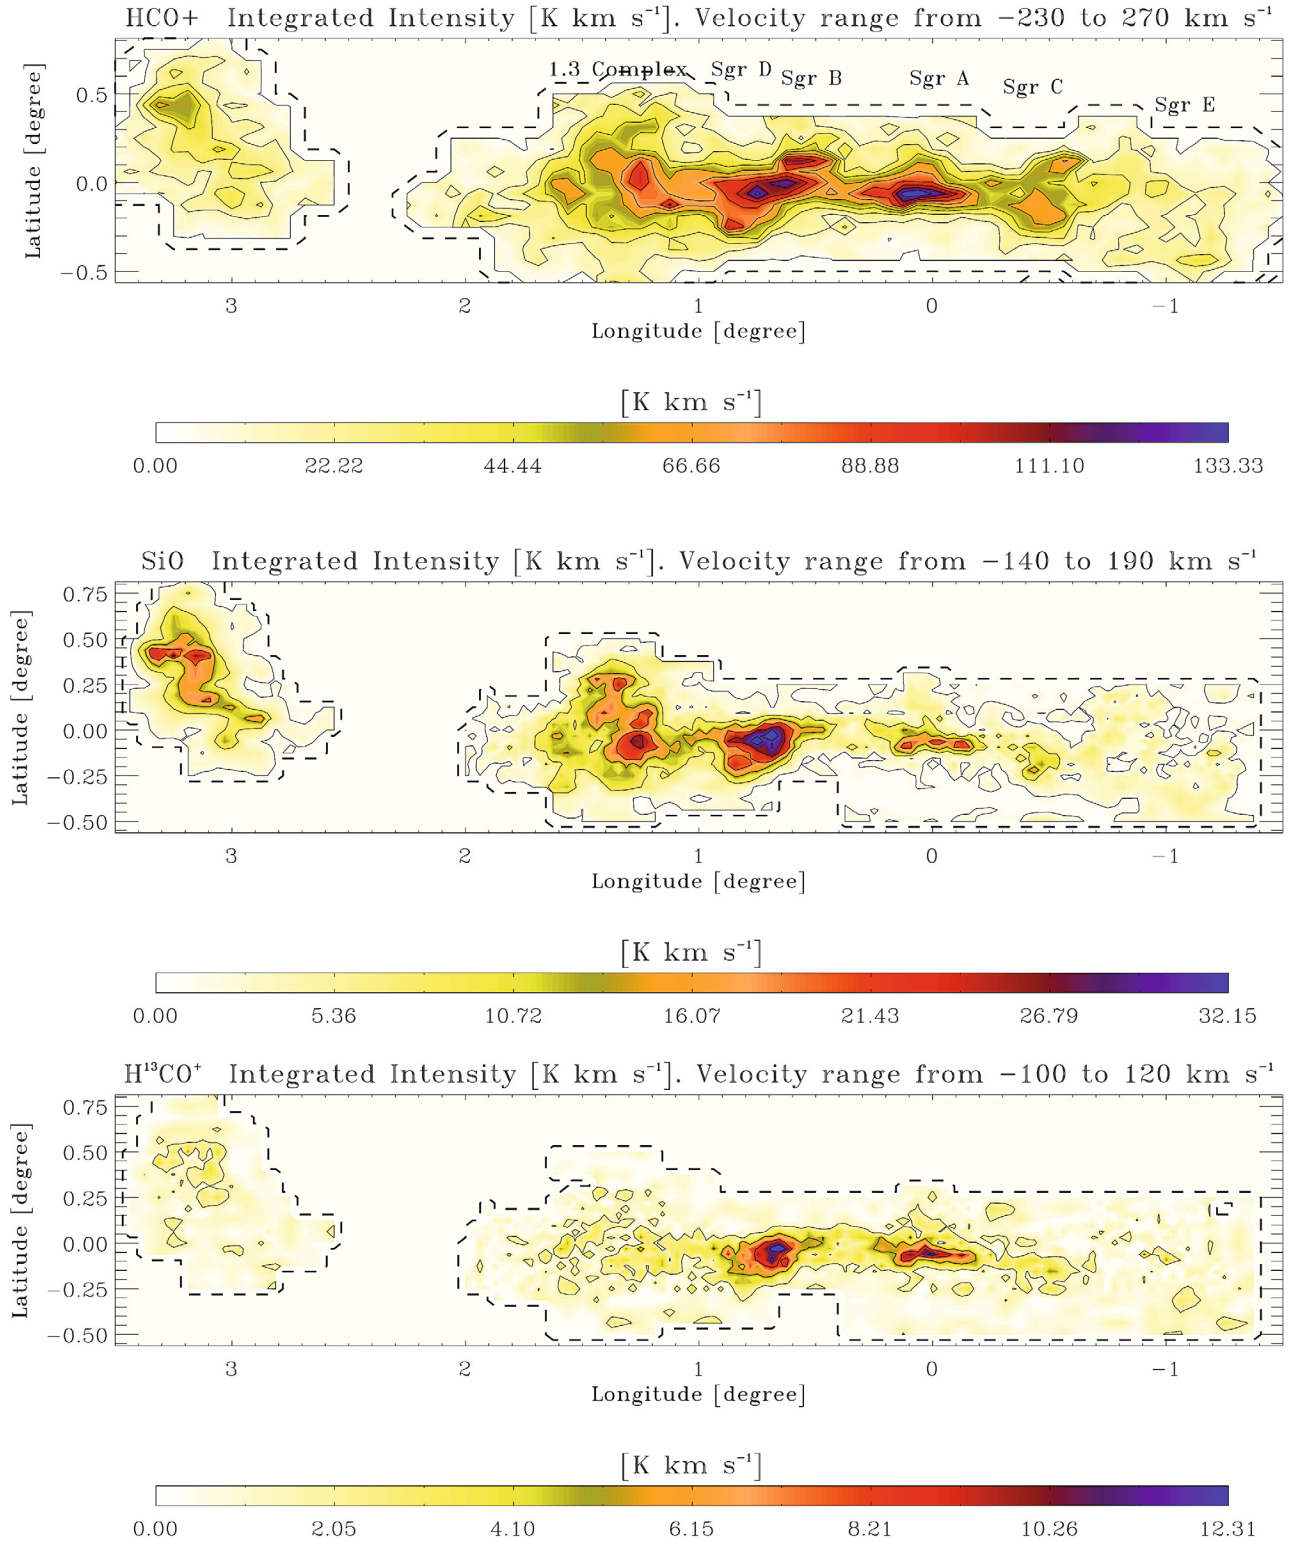 HCO+ Integrated Intensity [K km s⁻¹]. Velocity range from −230 to 270 km s⁻¹
1.3 Complex Sgr D Sgr B Sgr A Sgr C Sgr E
0.5
0.0
−0.5
Latitude [degree]
3 2 1 0 −1
Longitude [degree]
[K km s⁻¹]
0.00 22.22 44.44 66.66 88.88 111.10 133.33
SiO Integrated Intensity [K km s⁻¹]. Velocity range from −140 to 190 km s⁻¹
0.75
0.50
0.25
0.00
−0.25
−0.50
Latitude [degree]
3 2 1 0 −1
Longitude [degree]
[K km s⁻¹]
0.00 5.36 10.72 16.07 21.43 26.79 32.15
H¹³CO⁺ Integrated Intensity [K km s⁻¹]. Velocity range from −100 to 120 km s⁻¹
0.75
0.50
0.25
0.00
−0.25
−0.50
Latitude [degree]
3 2 1 0 −1
Longitude [degree]
[K km s⁻¹]
0.00 2.05 4.10 6.15 8.21 10.26 12.31